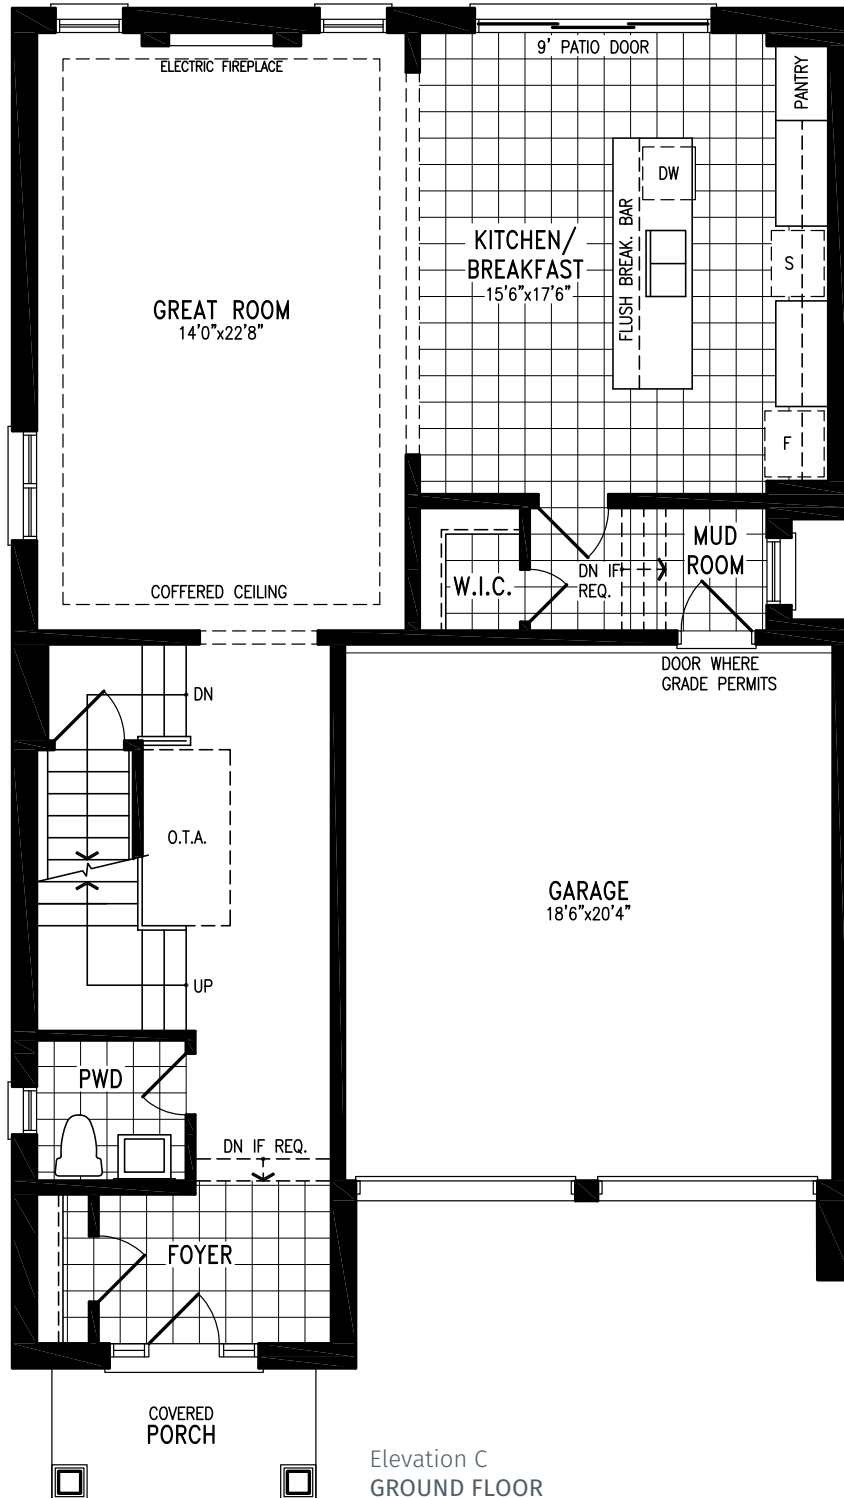 ELECTRIC FIREPLACE
9' PATIO DOOR
PANTRY
DW
FLUSH BREAK. BAR
KITCHEN/
BREAKFAST
15'6"x17'6"
S
GREAT ROOM
14'0"x22'8"
F
COFFERED CEILING
W.I.C.
DN IF
REQ.
MUD
ROOM
DOOR WHERE
GRADE PERMITS
DN
O.T.A.
GARAGE
18'6"x20'4"
UP
PWD
DN IF REQ.
FOYER
COVERED
PORCH
Elevation C
GROUND FLOOR